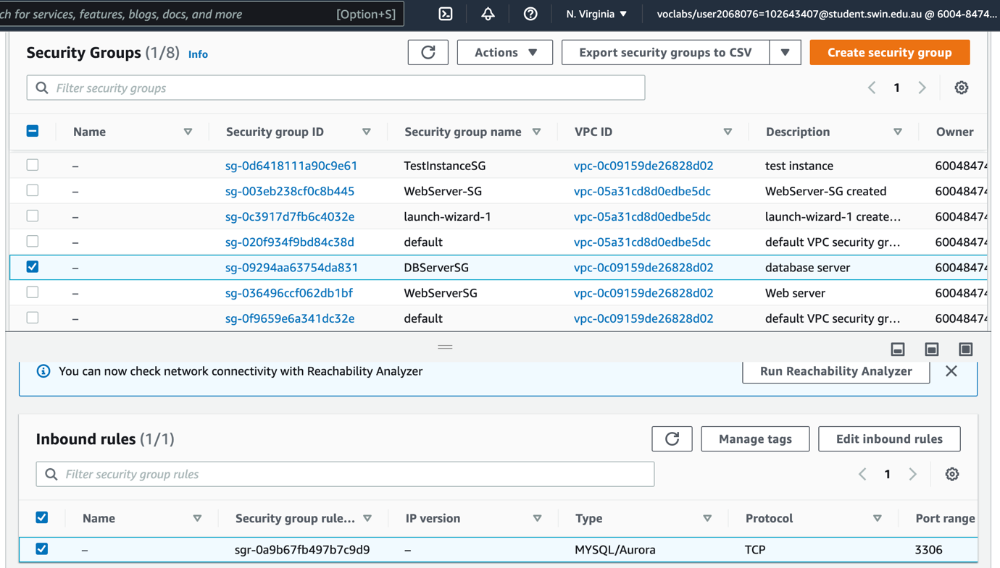 ch for services, features, blogs, docs, and more [Option+S] N. Virginia voclabs/user2068076=102643407@student.swin.edu.au @ 6004-8474...
Security Groups (1/8) Info Actions Export security groups to CSV Create security group
Filter security groups 1
Name Security group ID Security group name VPC ID Description Owner
– sg-0d6418111a90c9e61 TestInstanceSG vpc-0c09159de26828d02 test instance 60048474
– sg-003eb238cf0c8b445 WebServer-SG vpc-05a31cd8d0edbe5dc WebServer-SG created 60048474
– sg-0c3917d7fb6c4032e launch-wizard-1 vpc-05a31cd8d0edbe5dc launch-wizard-1 create... 60048474
– sg-020f934f9bd84c38d default vpc-05a31cd8d0edbe5dc default VPC security gr... 60048474
– sg-09294aa63754da831 DBServerSG vpc-0c09159de26828d02 database server 60048474
– sg-036496ccf062db1bf WebServerSG vpc-0c09159de26828d02 Web server 60048474
– sg-0f9659e6a341dc32e default vpc-0c09159de26828d02 default VPC security gr... 60048474
You can now check network connectivity with Reachability Analyzer Run Reachability Analyzer
Inbound rules (1/1) Manage tags Edit inbound rules
Filter security group rules 1
Name Security group rule... IP version Type Protocol Port range
– sgr-0a9b67fb497b7c9d9 – MYSQL/Aurora TCP 3306